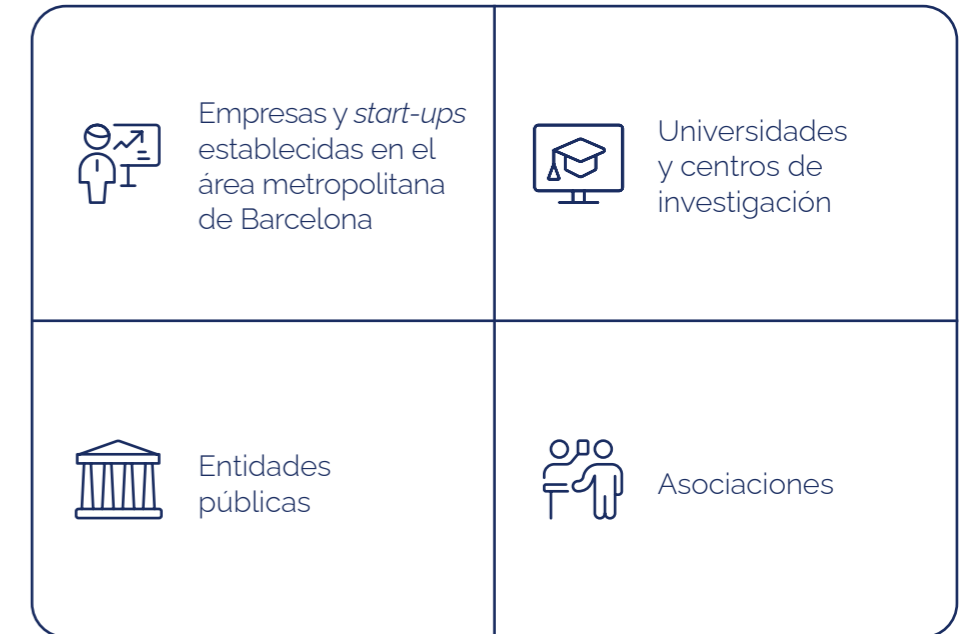 Empresas y start-ups
establecidas en el
área metropolitana
de Barcelona
Universidades
y centros de
investigación
Entidades
públicas
Asociaciones